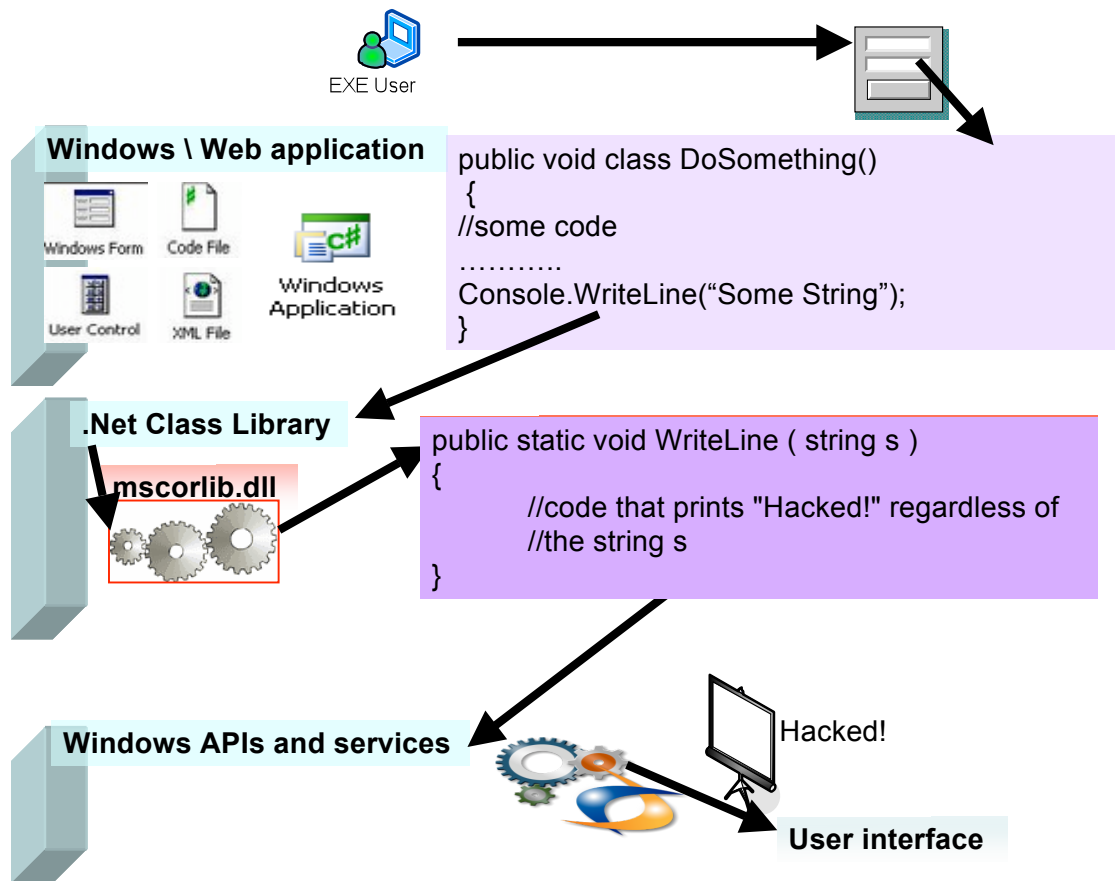 EXE User
Windows \ Web application
Windows Form
Code File
User Control
XML File
C#
Windows
Application
public void class DoSomething()
{
//some code
………..
Console.WriteLine(“Some String”);
}
.Net Class Library
mscorlib.dll
public static void WriteLine ( string s )
{
//code that prints "Hacked!" regardless of
//the string s
}
Windows APIs and services
Hacked!
User interface